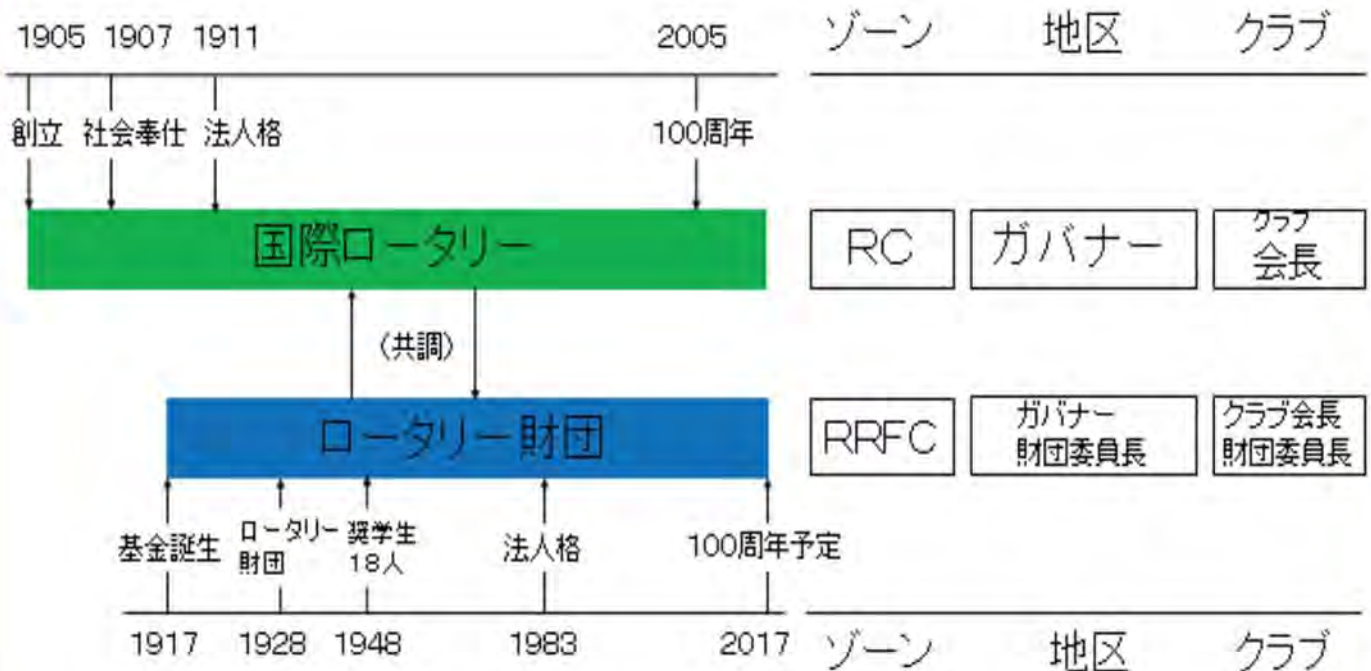 1905 1907 1911 2005 ゾーン 地区 クラブ
創立 社会奉仕 法人格 100周年
国際ロータリー
RC
ガバナー
クラブ
会長
(共調)
ロータリー財団
RRFC
ガバナー
財団委員長
クラブ会長
財団委員長
基金誕生
ロータリー
財団
奨学生
18人
法人格
100周年予定
1917 1928 1948 1983 2017 ゾーン 地区 クラブ